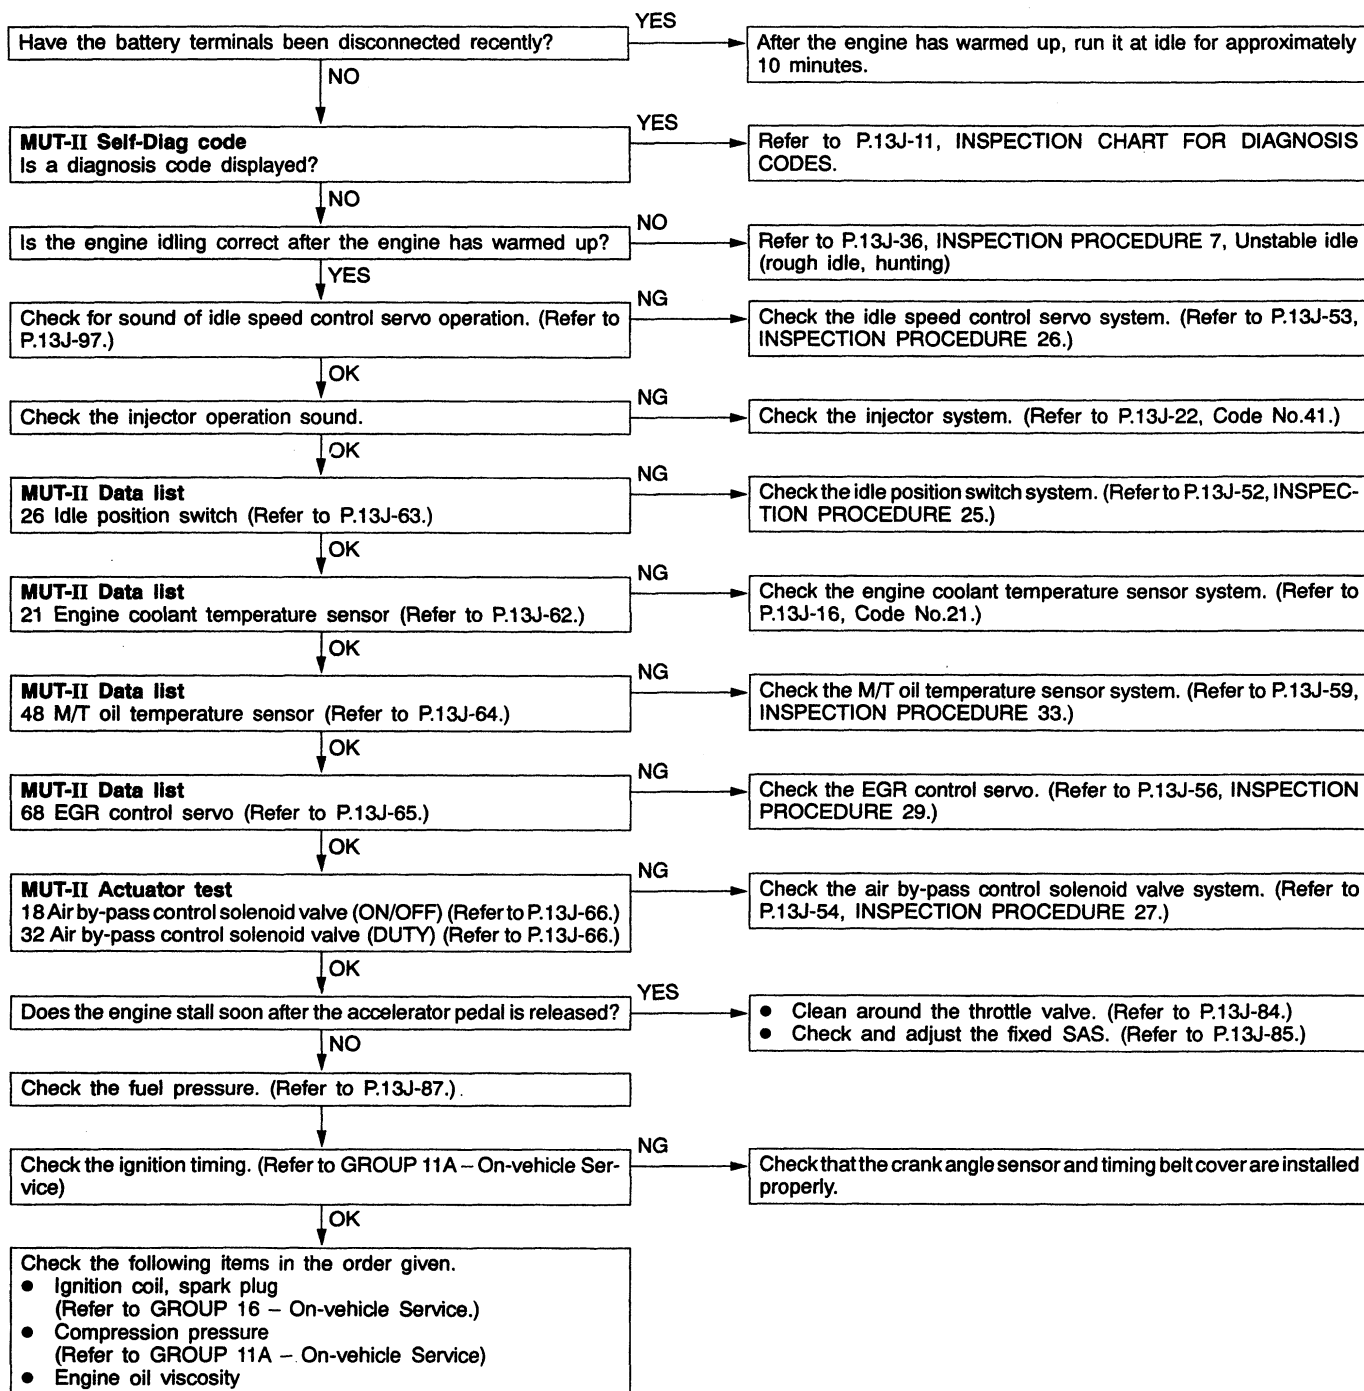 Have the battery terminals been disconnected recently?
YES
After the engine has warmed up, run it at idle for approximately
10 minutes.
NO
MUT-II Self-Diag code
Is a diagnosis code displayed?
YES
Refer to P.13J-11, INSPECTION CHART FOR DIAGNOSIS
CODES.
NO
Is the engine idling correct after the engine has warmed up?
NO
Refer to P.13J-36, INSPECTION PROCEDURE 7, Unstable idle
(rough idle, hunting)
YES
Check for sound of idle speed control servo operation. (Refer to
P.13J-97.)
NG
Check the idle speed control servo system. (Refer to P.13J-53,
INSPECTION PROCEDURE 26.)
OK
Check the injector operation sound.
NG
Check the injector system. (Refer to P.13J-22, Code No.41.)
OK
MUT-II Data list
26 Idle position switch (Refer to P.13J-63.)
NG
Check the idle position switch system. (Refer to P.13J-52, INSPEC-
TION PROCEDURE 25.)
OK
MUT-II Data list
21 Engine coolant temperature sensor (Refer to P.13J-62.)
NG
Check the engine coolant temperature sensor system. (Refer to
P.13J-16, Code No.21.)
OK
MUT-II Data list
48 M/T oil temperature sensor (Refer to P.13J-64.)
NG
Check the M/T oil temperature sensor system. (Refer to P.13J-59,
INSPECTION PROCEDURE 33.)
OK
MUT-II Data list
68 EGR control servo (Refer to P.13J-65.)
NG
Check the EGR control servo. (Refer to P.13J-56, INSPECTION
PROCEDURE 29.)
OK
MUT-II Actuator test
18 Air by-pass control solenoid valve (ON/OFF) (Refer to P.13J-66.)
32 Air by-pass control solenoid valve (DUTY) (Refer to P.13J-66.)
NG
Check the air by-pass control solenoid valve system. (Refer to
P.13J-54, INSPECTION PROCEDURE 27.)
OK
Does the engine stall soon after the accelerator pedal is released?
YES
● Clean around the throttle valve. (Refer to P.13J-84.)
● Check and adjust the fixed SAS. (Refer to P.13J-85.)
NO
Check the fuel pressure. (Refer to P.13J-87.)
Check the ignition timing. (Refer to GROUP 11A – On-vehicle Ser-
vice)
NG
Check that the crank angle sensor and timing belt cover are installed
properly.
OK
Check the following items in the order given.
● Ignition coil, spark plug
(Refer to GROUP 16 – On-vehicle Service.)
● Compression pressure
(Refer to GROUP 11A – On-vehicle Service)
● Engine oil viscosity